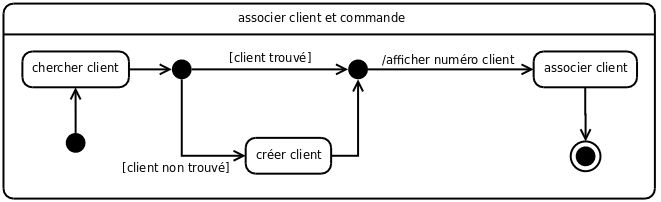 associer client et commande
chercher client
[client trouvé]
/afficher numéro client
associer client
créer client
[client non trouvé]